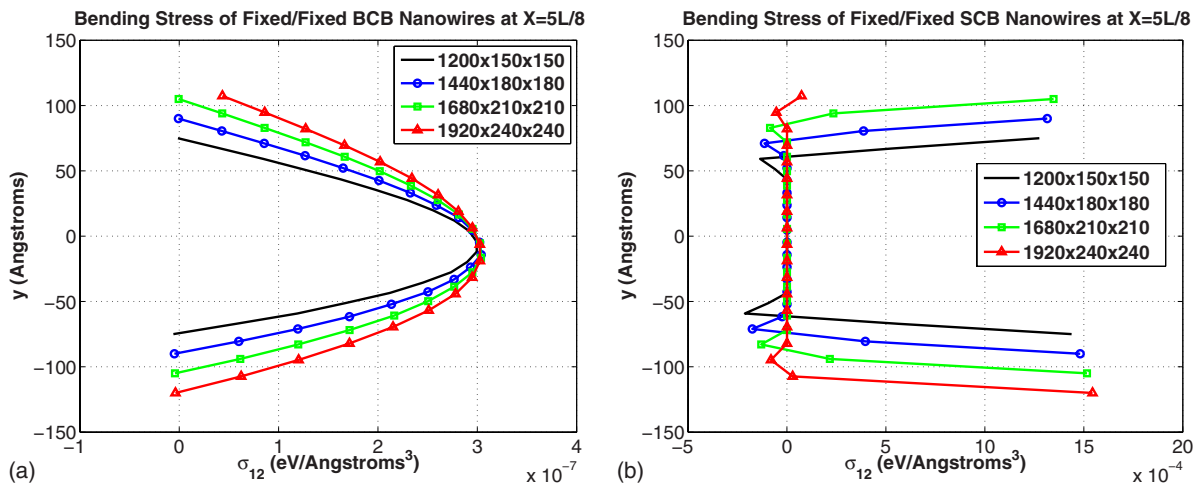 Bending Stress of Fixed/Fixed BCB Nanowires at X=5L/8
150
100
50
0
−50
−100
−150
y (Angstroms)
1200x150x150
1440x180x180
1680x210x210
1920x240x240
−1
0
1
2
3
4
x 10⁻⁷
σ₁₂ (eV/Angstroms³)
(a)
Bending Stress of Fixed/Fixed SCB Nanowires at X=5L/8
150
100
50
0
−50
−100
−150
y (Angstroms)
1200x150x150
1440x180x180
1680x210x210
1920x240x240
−5
0
5
10
15
20
x 10⁻⁴
σ₁₂ (eV/Angstroms³)
(b)